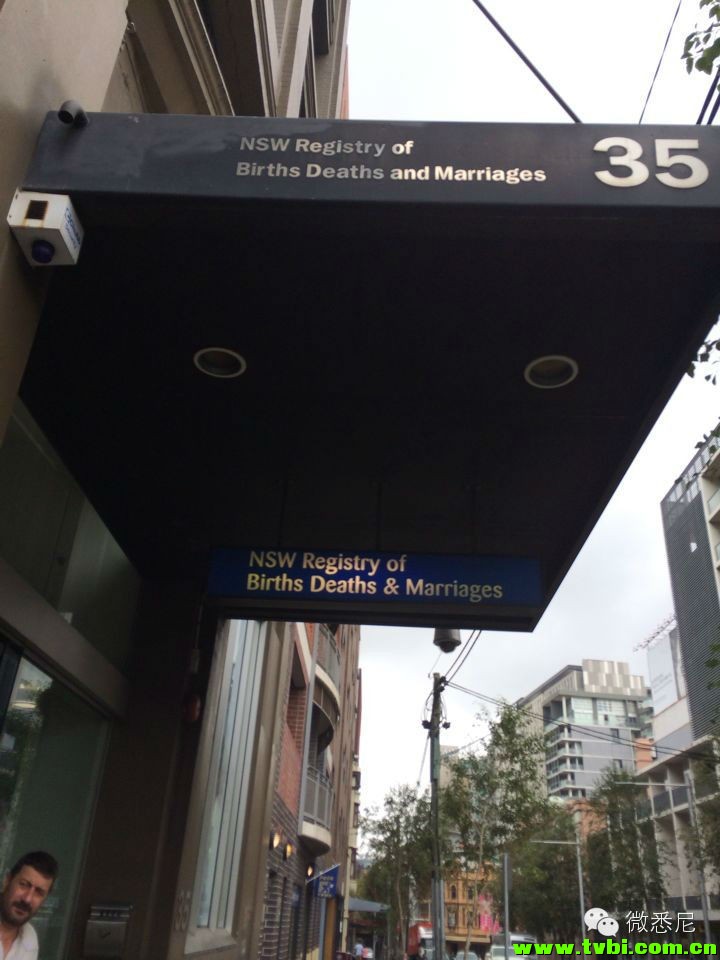 NSW Registry of
Births Deaths and Marriages
35
NSW Registry of
Births Deaths & Marriages
微悉尼
www.tvbi.com.cn